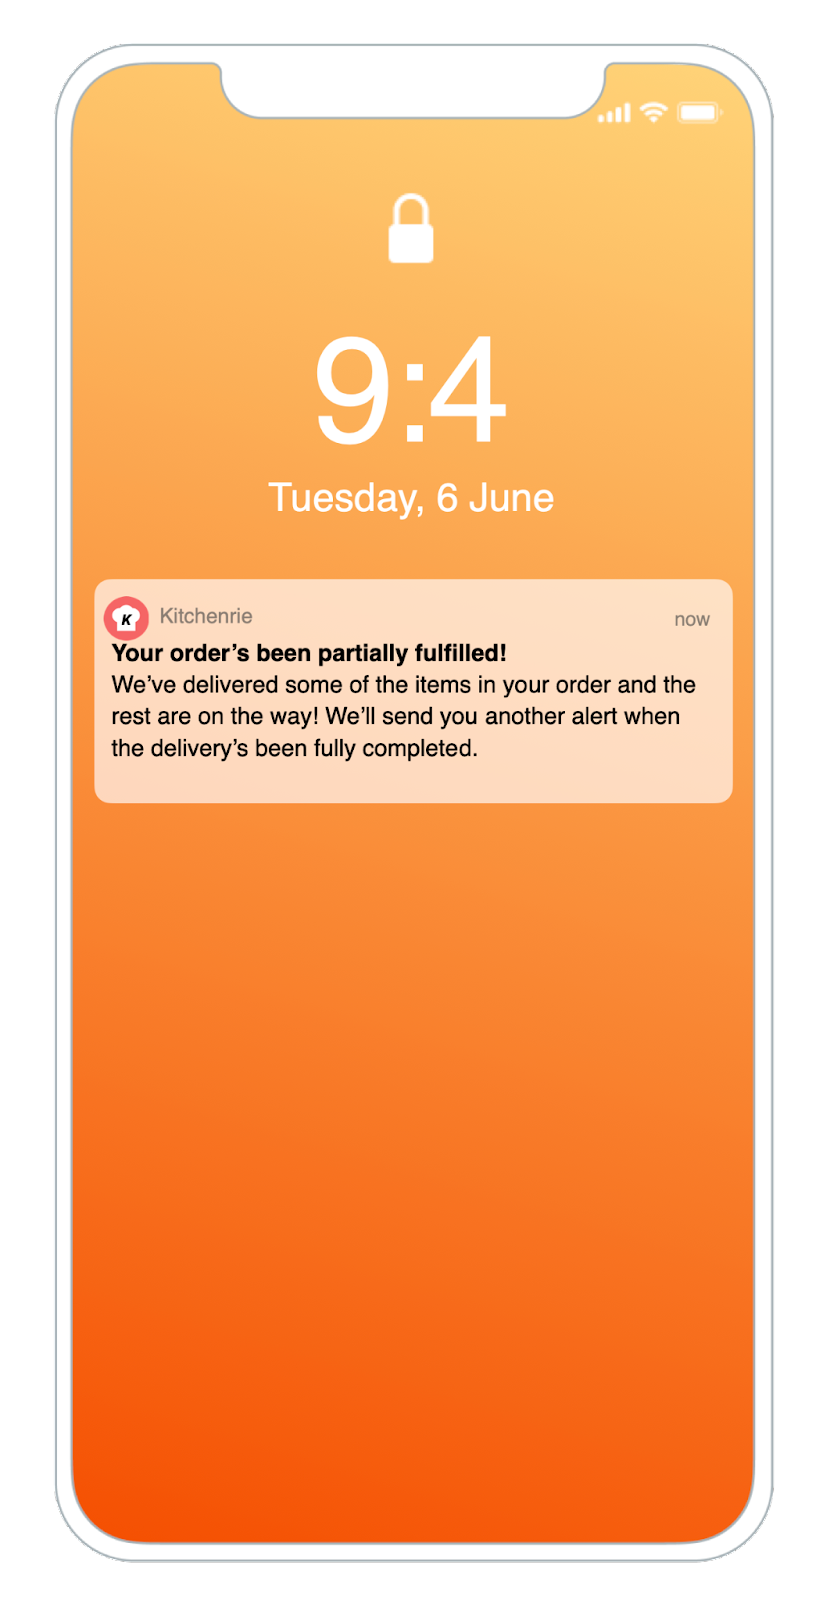 9:4
Tuesday, 6 June
K
Kitchenrie
now
Your order’s been partially fulfilled!
We’ve delivered some of the items in your order and the
rest are on the way! We’ll send you another alert when
the delivery’s been fully completed.